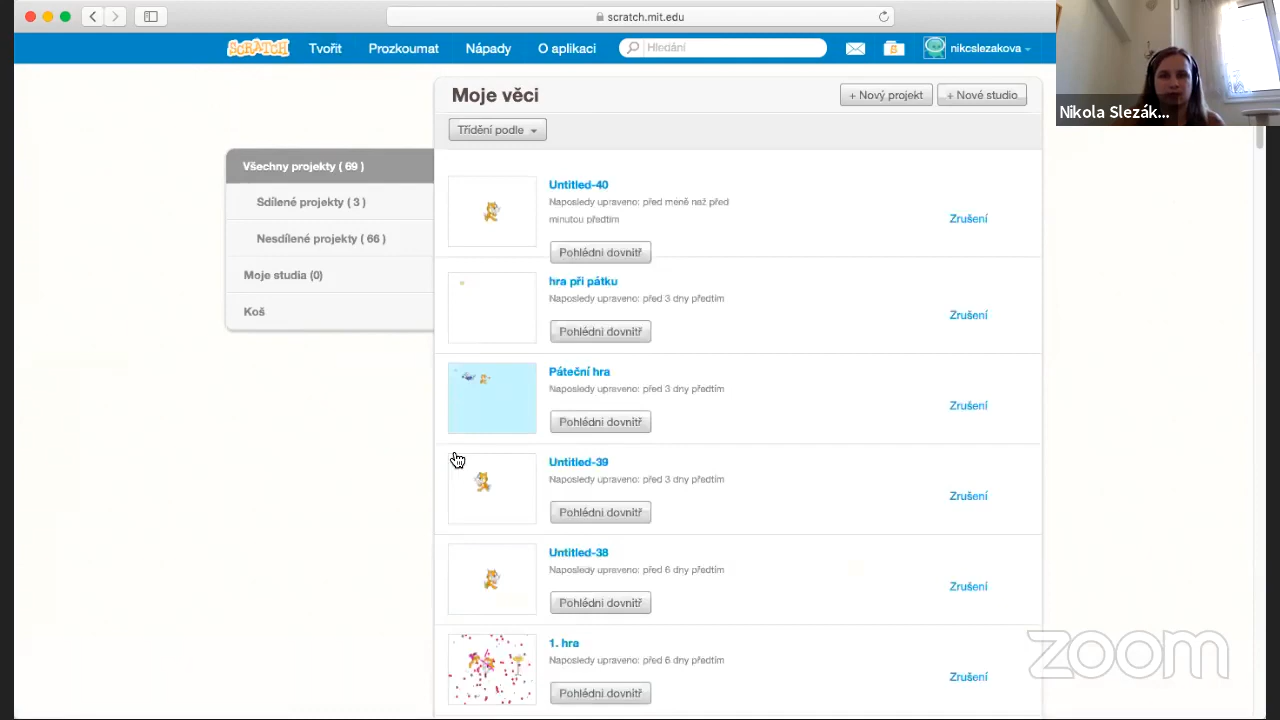 scratch.mit.edu
SCRATCH
Tvořit
Prozkoumat
Nápady
O aplikaci
Hledání
nikcslezakova
Nikola Slezák...
Moje věci
+ Nový projekt
+ Nové studio
Třídění podle
Všechny projekty ( 69 )
Sdílené projekty ( 3 )
Nesdílené projekty ( 66 )
Moje studia (0)
Koš
Untitled-40
Naposledy upraveno: před méně než před
minutou předtím
Zrušení
Pohlédni dovnitř
hra při pátku
Naposledy upraveno: před 3 dny předtím
Zrušení
Pohlédni dovnitř
Páteční hra
Naposledy upraveno: před 3 dny předtím
Zrušení
Pohlédni dovnitř
Untitled-39
Naposledy upraveno: před 3 dny předtím
Zrušení
Pohlédni dovnitř
Untitled-38
Naposledy upraveno: před 6 dny předtím
Zrušení
Pohlédni dovnitř
1. hra
Naposledy upraveno: před 6 dny předtím
Zrušení
Pohlédni dovnitř
zoom